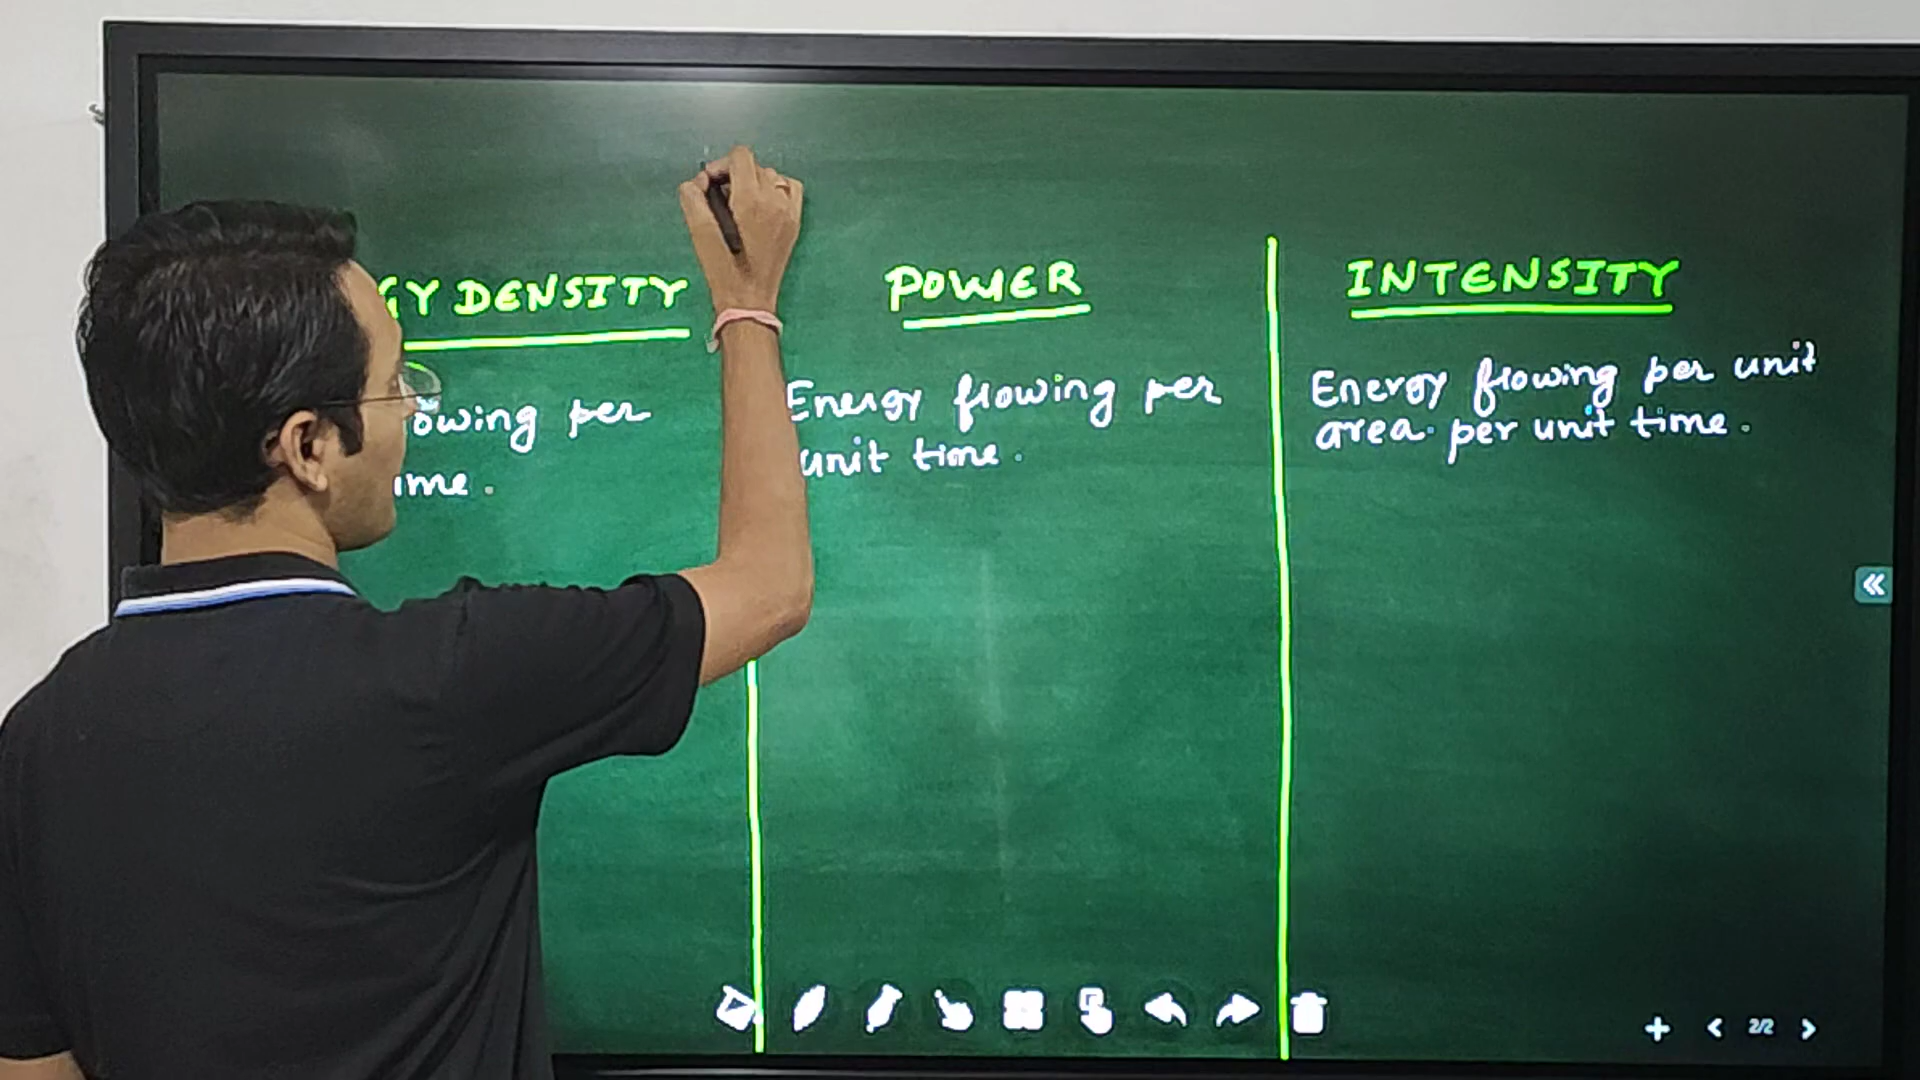 GY DENSITY
owing per
ime.
POWER
Energy flowing per
unit time.
INTENSITY
Energy flowing per unit
area per unit time.
2/2